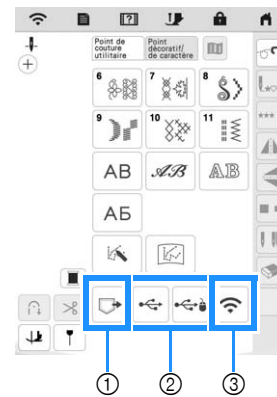 ?
Point de
couture
utilitaire
Point
décoratif/
de caractère
6
7
8
9
10
11
AB
AB
AB
АБ
① ② ③